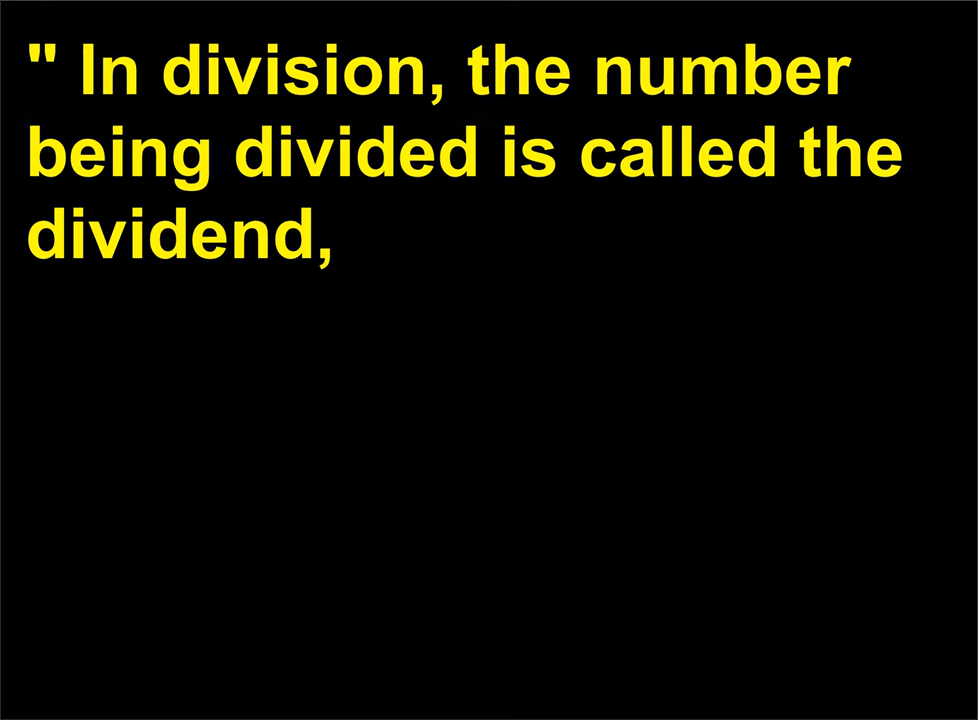 " In division, the number
being divided is called the
dividend,